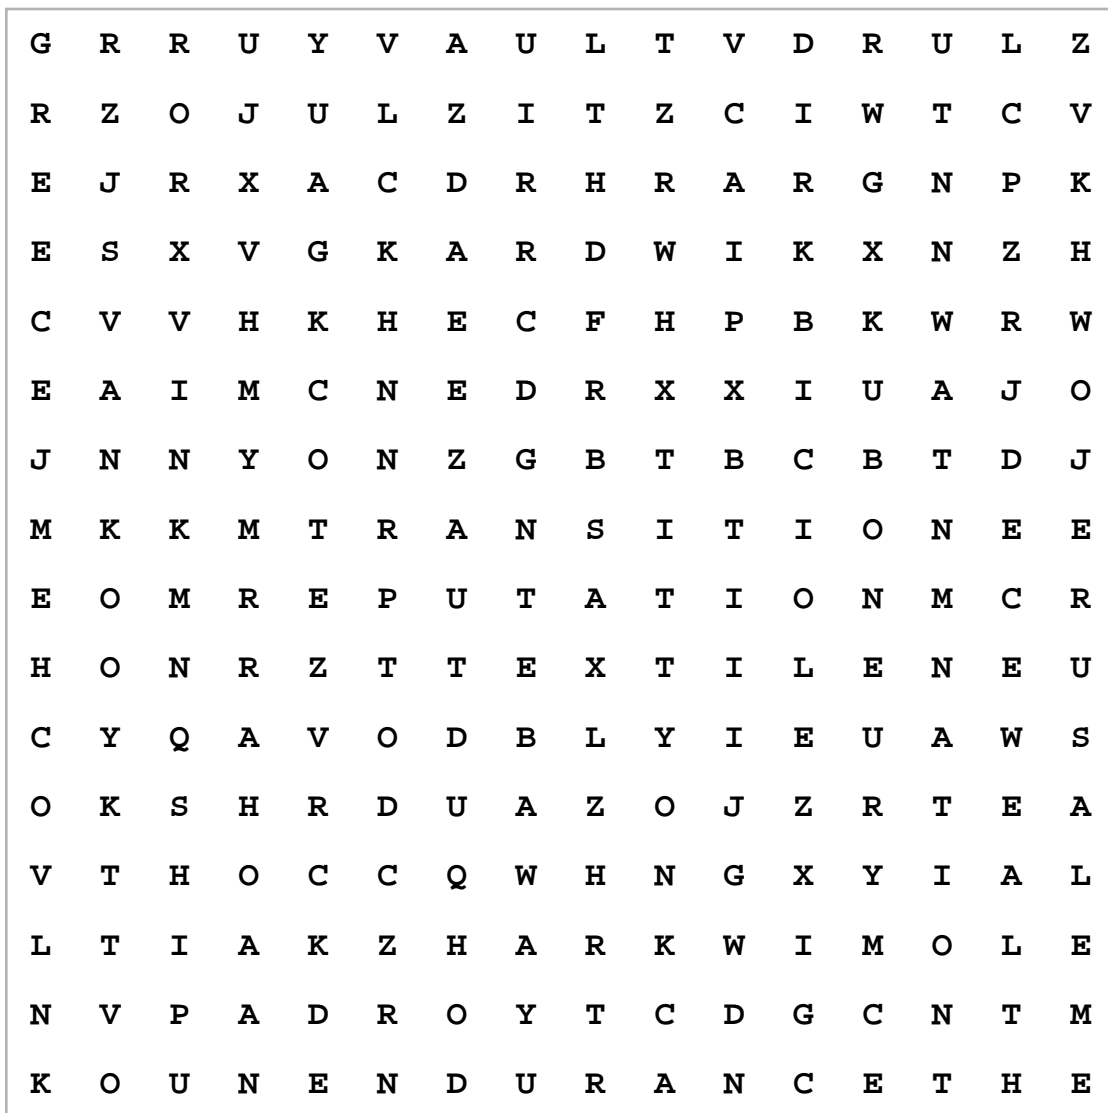 G R R U Y V A U L T V D R U L Z
R Z O J U L Z I T Z C I W T C V
E J R X A C D R H R A R G N P K
E S X V G K A R D W I K X N Z H
C V V H K H E C F H P B K W R W
E A I M C N E D R X X I U A J O
J N N Y O N Z G B T B C B T D J
M K K M T R A N S I T I O N E E
E O M R E P U T A T I O N M C R
H O N R Z T T E X T I L E N E U
C Y Q A V O D B L Y I E U A W S
O K S H R D U A Z O J Z R T E A
V T H O C C Q W H N G X Y I A L
L T I A K Z H A R K W I M O L E
N V P A D R O Y T C D G C N T M
K O U N E N D U R A N C E T H E